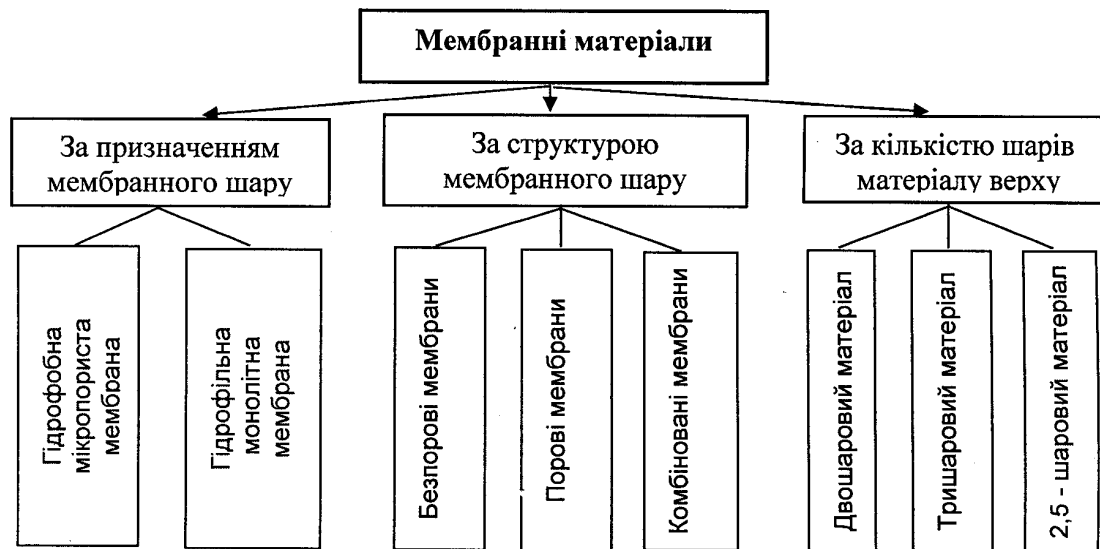 Мембранні матеріали
За призначенням
мембранного шару
За структурою
мембранного шару
За кількістю шарів
матеріалу верху
Гідрофобна
мікропориста
мембрана
Гідрофільна
монолітна
мембрана
Безпорові мембрани
Порові мембрани
Комбіновані мембрани
Двошаровий матеріал
Тришаровий матеріал
2,5 - шаровий матеріал